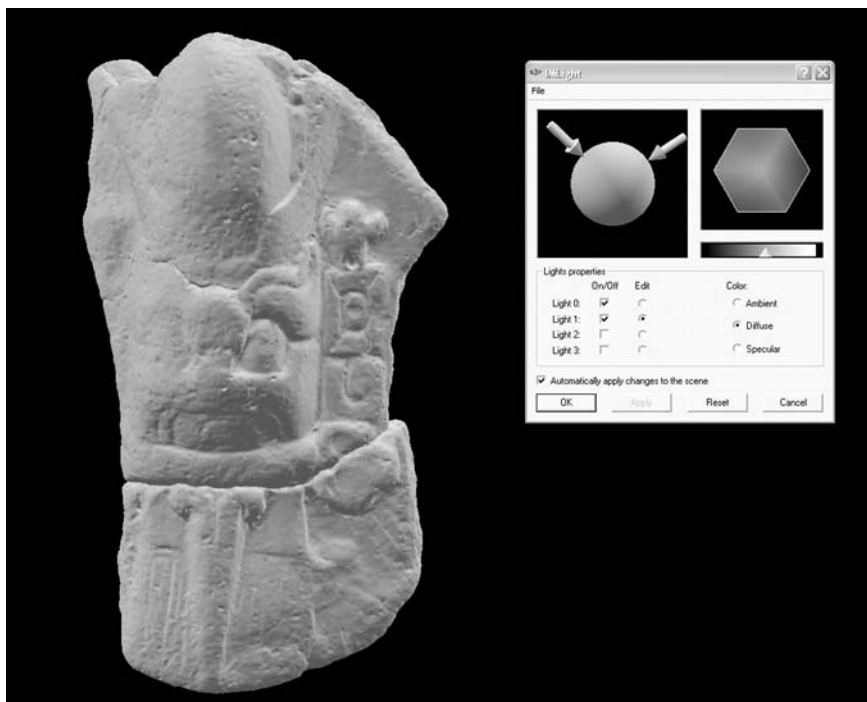 IMLight
File
Lights properties
On/Off Edit Color:
Light 0: Ambient
Light 1: Diffuse
Light 2:
Light 3: Specular
Automatically apply changes to the scene
OK Apply Reset Cancel